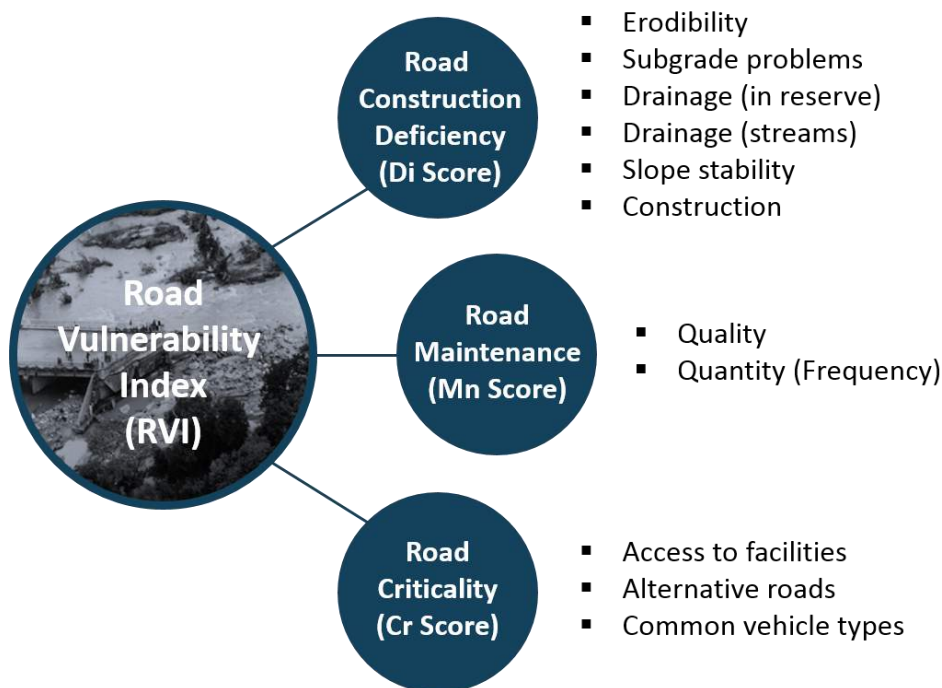 Road
Vulnerability
Index
(RVI)
Road
Construction
Deficiency
(Di Score)
▪ Erodibility
▪ Subgrade problems
▪ Drainage (in reserve)
▪ Drainage (streams)
▪ Slope stability
▪ Construction
Road
Maintenance
(Mn Score)
▪ Quality
▪ Quantity (Frequency)
Road
Criticality
(Cr Score)
▪ Access to facilities
▪ Alternative roads
▪ Common vehicle types